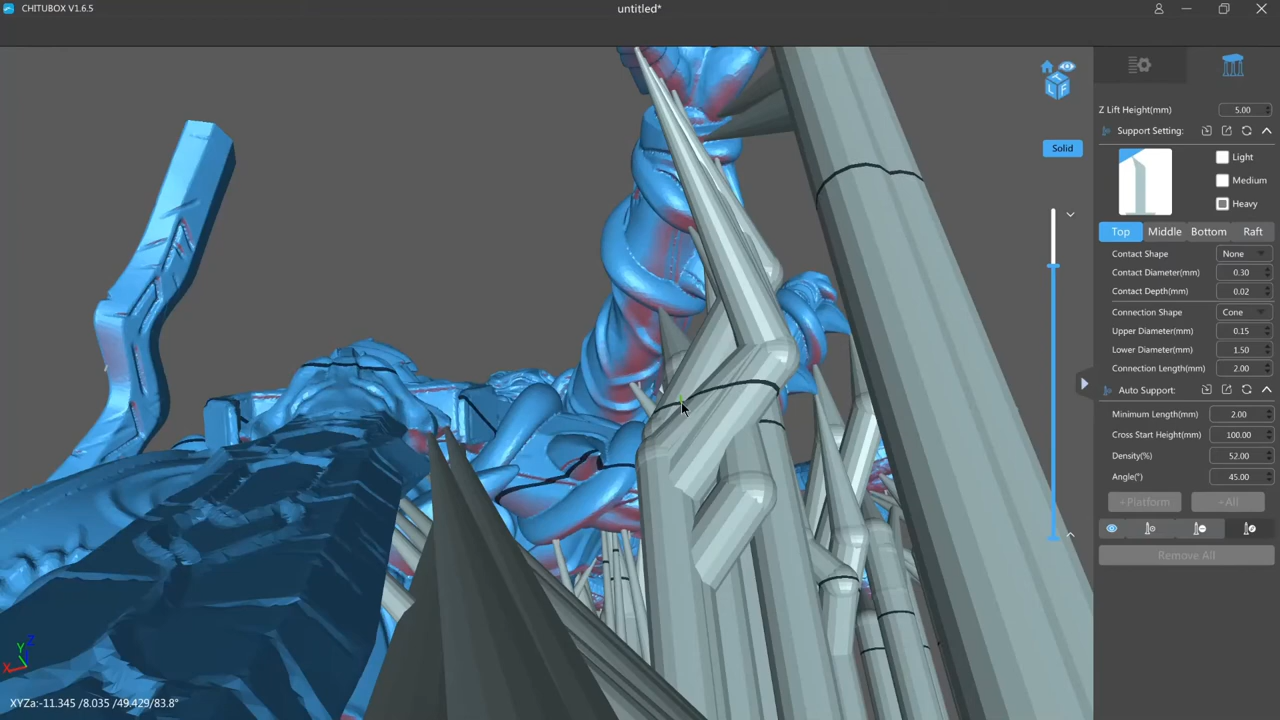 CHITUBOX V1.6.5
untitled*
Z Lift Height(mm) 5.00
Support Setting:
Light
Medium
Heavy
Top Middle Bottom Raft
Contact Shape None
Contact Diameter(mm) 0.30
Contact Depth(mm) 0.02
Connection Shape Cone
Upper Diameter(mm) 0.15
Lower Diameter(mm) 1.50
Connection Length(mm) 2.00
Auto Support:
Minimum Length(mm) 2.00
Cross Start Height(mm) 100.00
Density(%) 52.00
Angle(°) 45.00
+Platform +All
Remove All
Solid
T
L F
Z
Y
X
XYZa:-11.345 /8.035 /49.429/83.8°